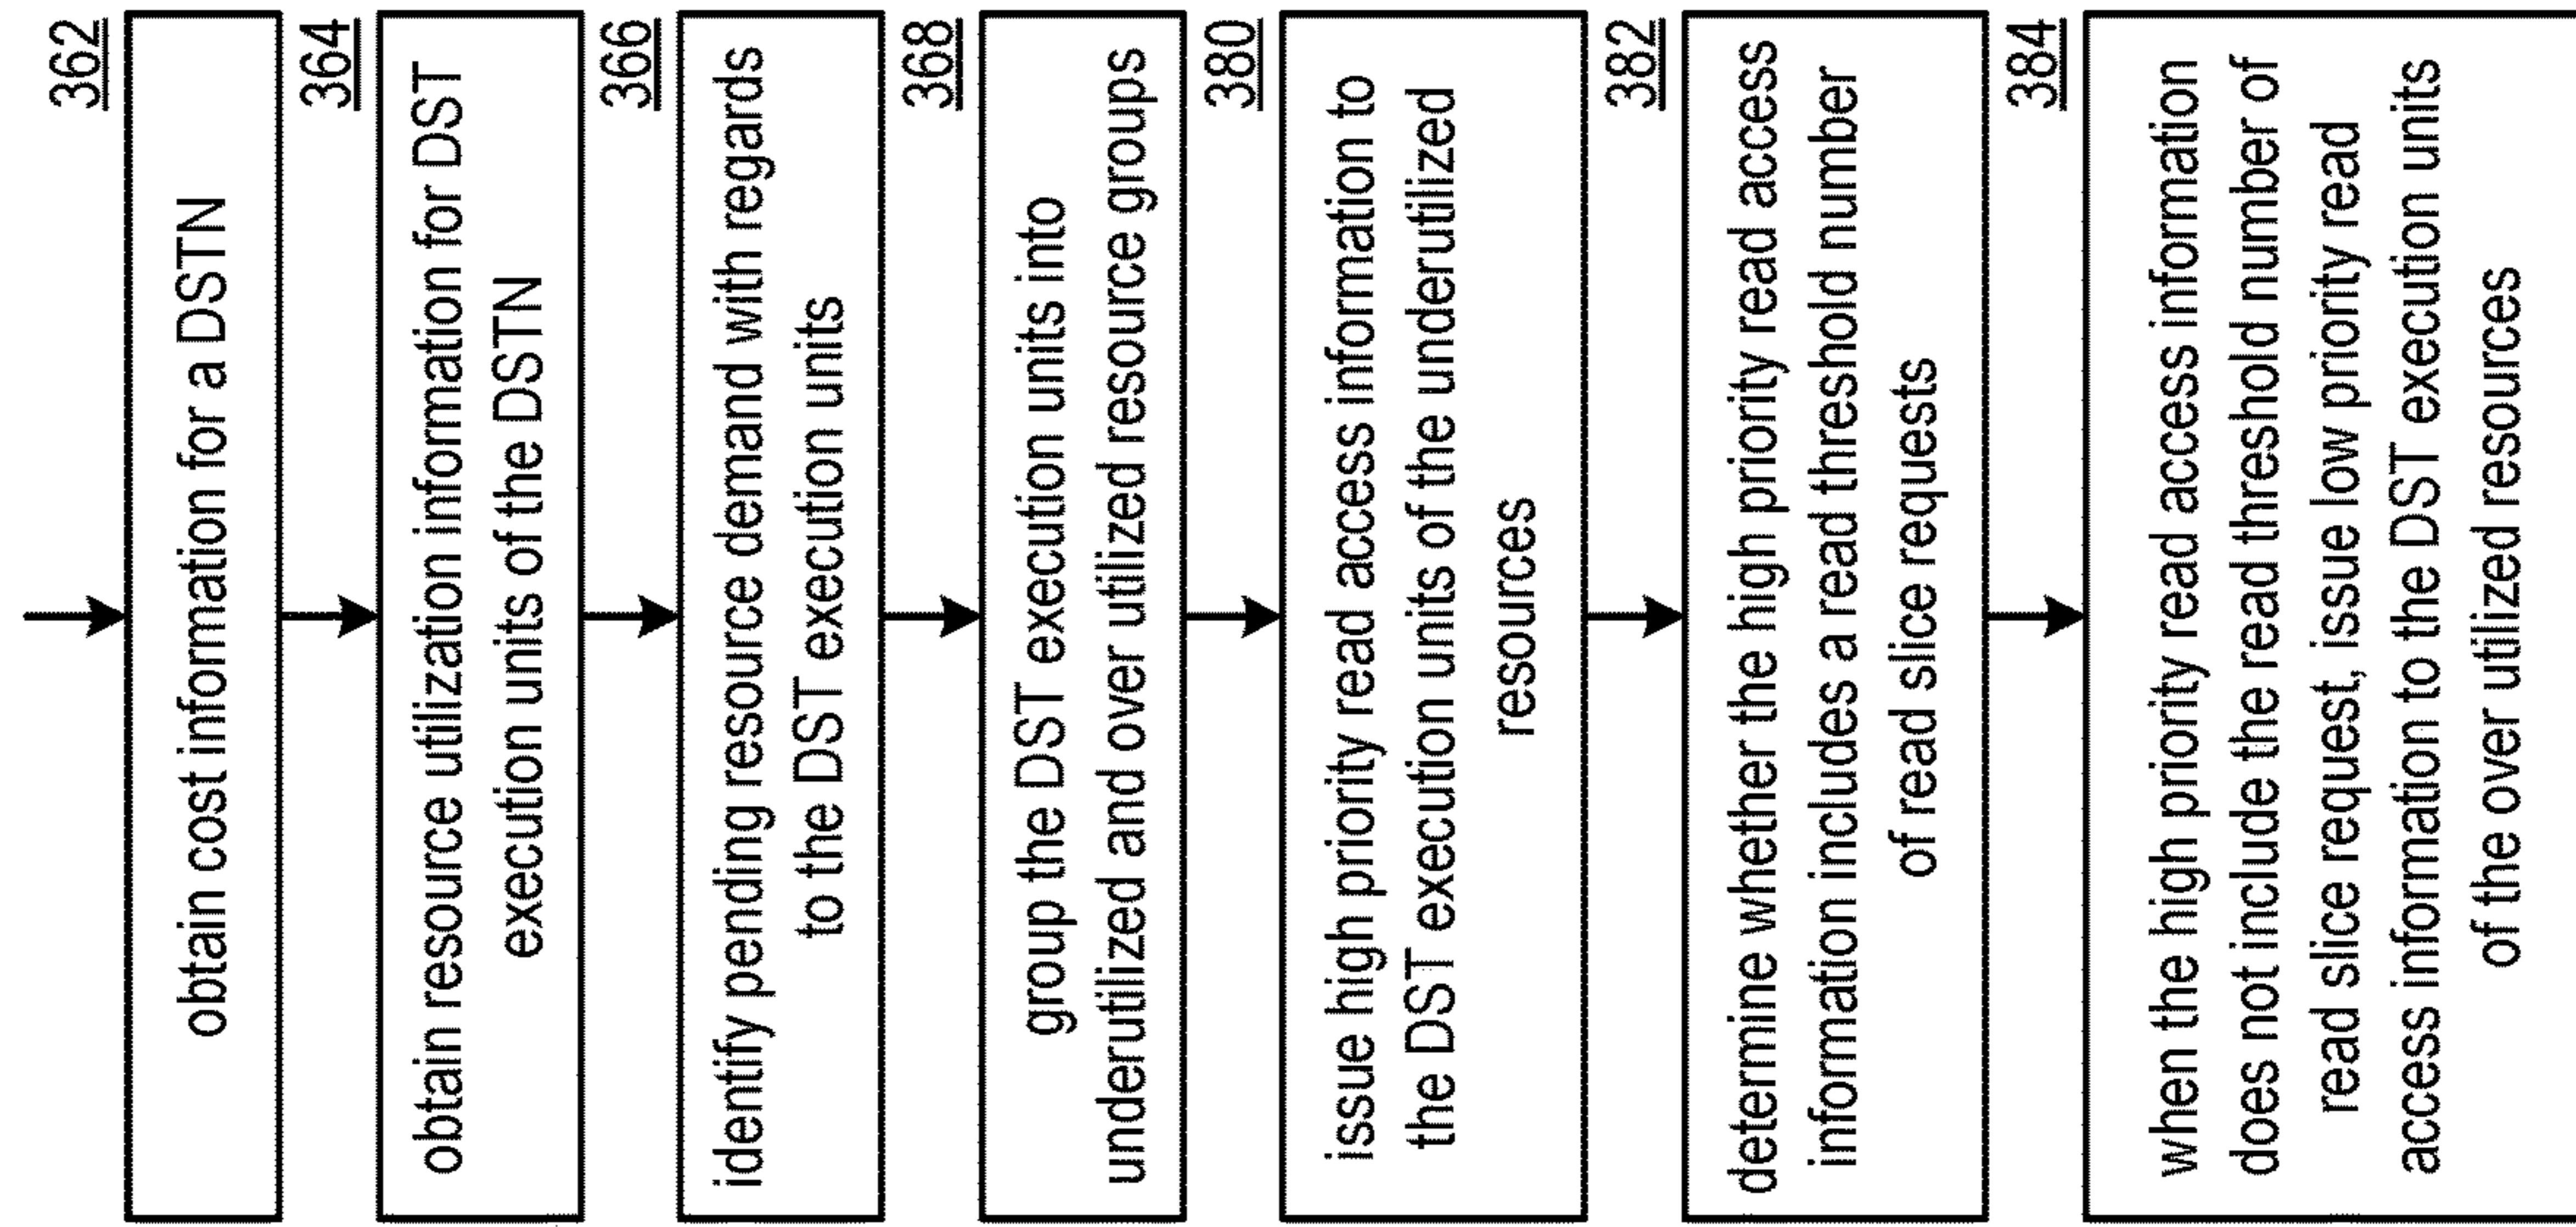 362
obtain cost information for a DSTN
364
obtain resource utilization information for DST
execution units of the DSTN
366
identify pending resource demand with regards
to the DST execution units
368
group the DST execution units into
underutilized and over utilized resource groups
380
issue high priority read access information to
the DST execution units of the underutilized
resources
382
determine whether the high priority read access
information includes a read threshold number
of read slice requests
384
when the high priority read access information
does not include the read threshold number of
read slice request, issue low priority read
access information to the DST execution units
of the over utilized resources